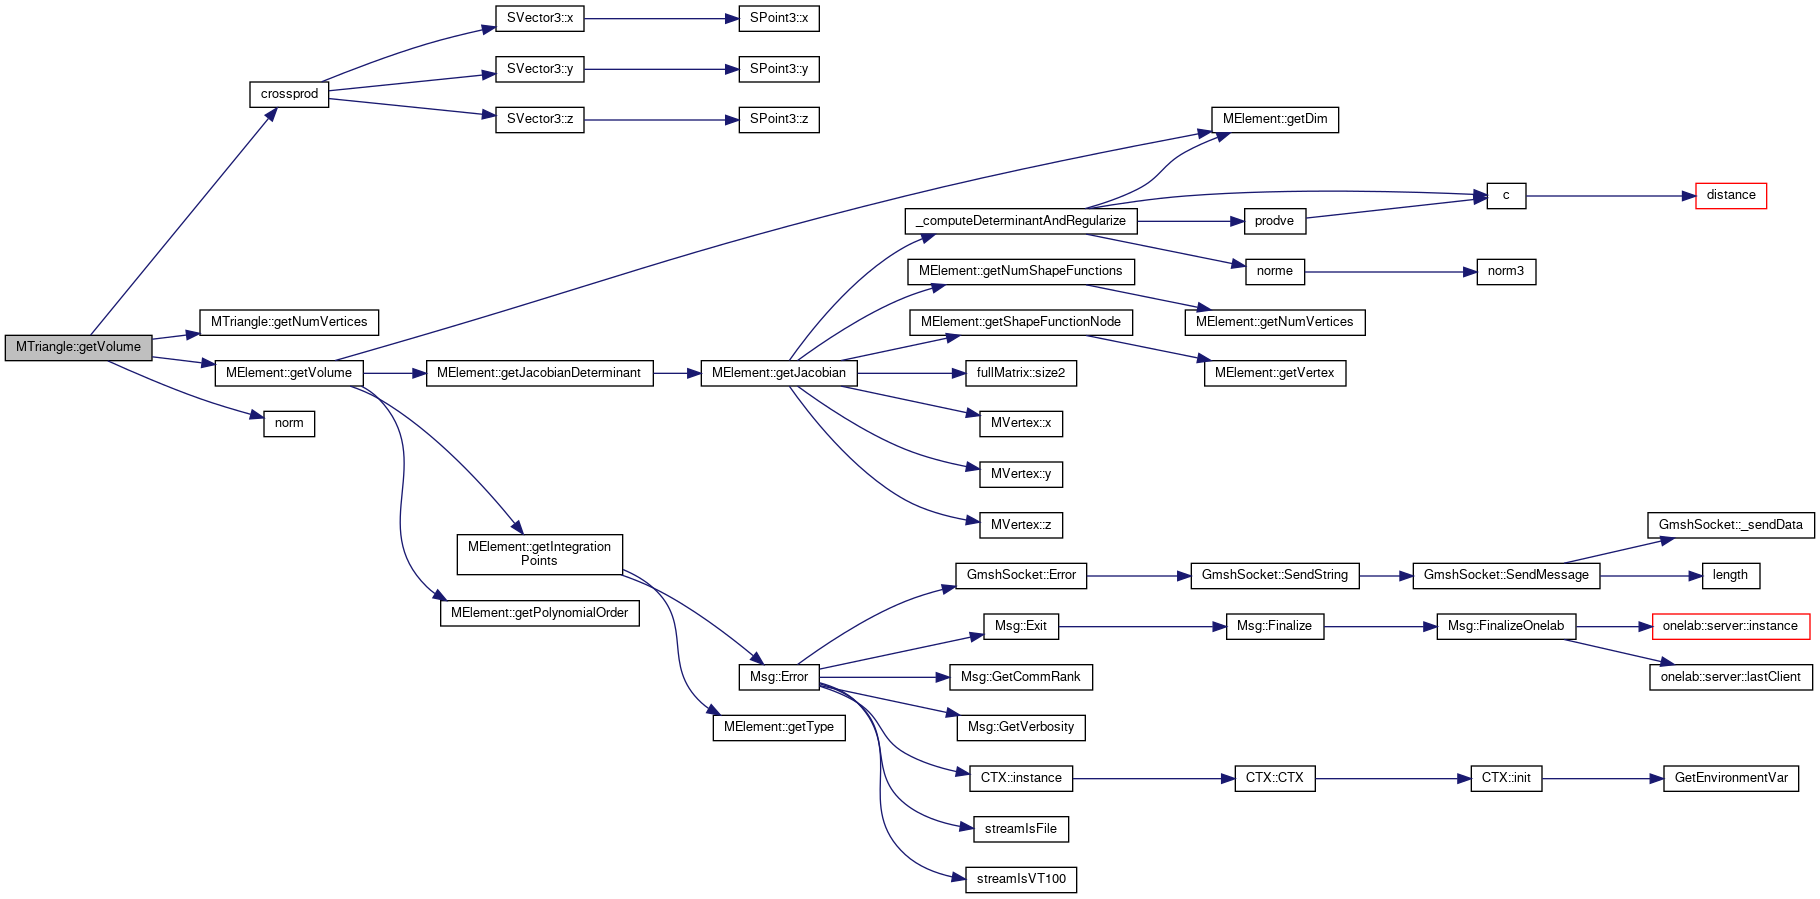 SVector3::x
SPoint3::x
SVector3::y
SPoint3::y
crossprod
SVector3::z
SPoint3::z
MElement::getDim
distance
c
_computeDeterminantAndRegularize
prodve
MElement::getNumShapeFunctions
norme
norm3
MTriangle::getNumVertices
MElement::getShapeFunctionNode
MElement::getNumVertices
MTriangle::getVolume
MElement::getVolume
MElement::getJacobianDeterminant
MElement::getJacobian
fullMatrix::size2
MElement::getVertex
norm
MVertex::x
MVertex::y
MVertex::z
GmshSocket::_sendData
MElement::getIntegration
Points
GmshSocket::Error
GmshSocket::SendString
GmshSocket::SendMessage
length
MElement::getPolynomialOrder
Msg::Exit
Msg::Finalize
Msg::FinalizeOnelab
onelab::server::instance
Msg::Error
Msg::GetCommRank
onelab::server::lastClient
MElement::getType
Msg::GetVerbosity
CTX::instance
CTX::CTX
CTX::init
GetEnvironmentVar
streamIsFile
streamIsVT100